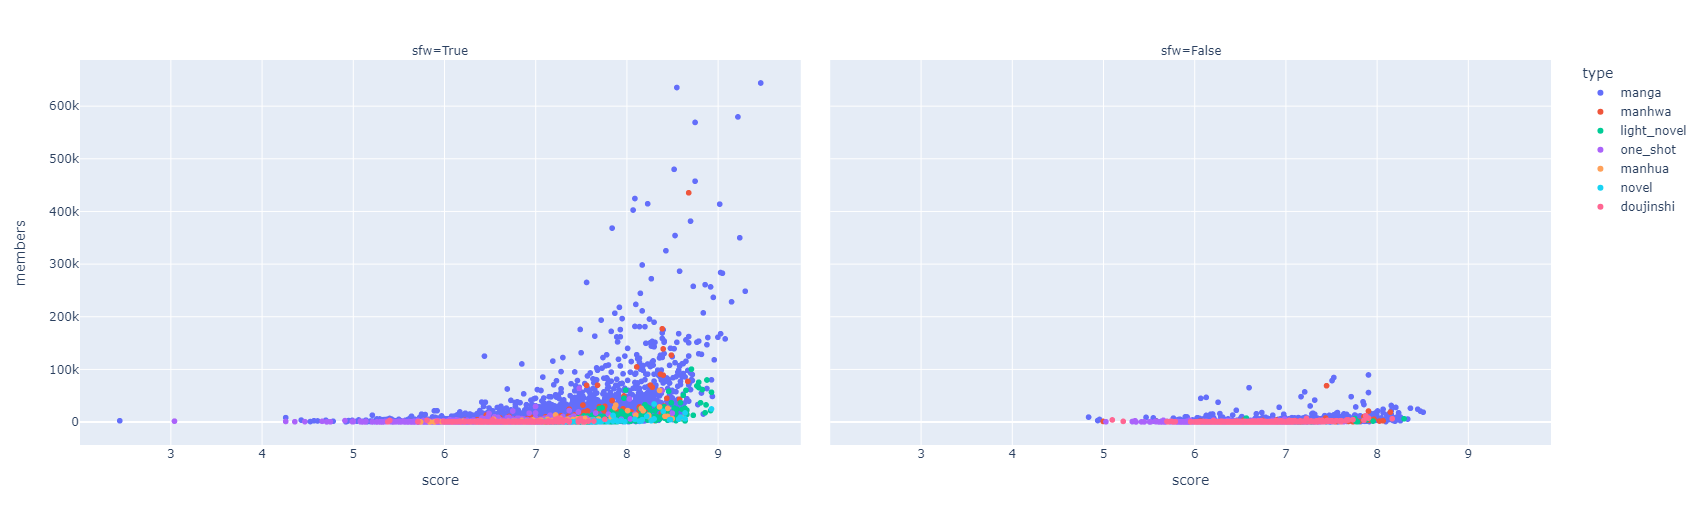 sfw=True
sfw=False
members
600k
500k
400k
300k
200k
100k
0
3 4 5 6 7 8 9
3 4 5 6 7 8 9
score
score
type
manga
manhwa
light_novel
one_shot
manhua
novel
doujinshi